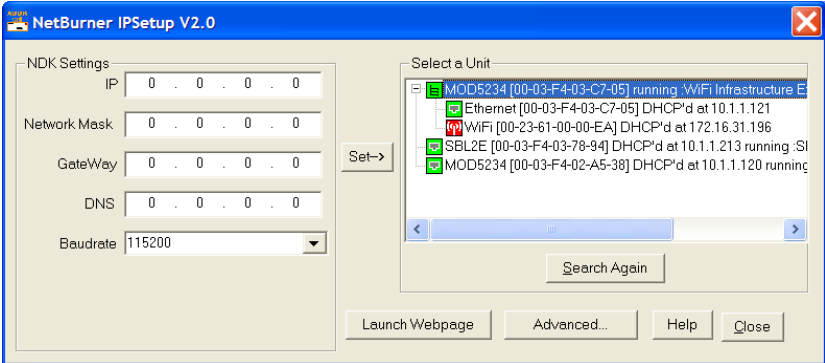 NetBurner IPSetup V2.0
NDK Settings
IP 0 . 0 . 0 . 0
Network Mask 0 . 0 . 0 . 0
GateWay 0 . 0 . 0 . 0
DNS 0 . 0 . 0 . 0
Baudrate 115200
Set-->
Select a Unit
MOD5234 [00-03-F4-03-C7-05] running :WiFi Infrastructure E
Ethernet [00-03-F4-03-C7-05] DHCP'd at 10.1.1.121
WiFi [00-23-61-00-00-EA] DHCP'd at 172.16.31.196
SBL2E [00-03-F4-03-78-94] DHCP'd at 10.1.1.213 running :SI
MOD5234 [00-03-F4-02-A5-38] DHCP'd at 10.1.1.120 running
Search Again
Launch Webpage
Advanced...
Help
Close